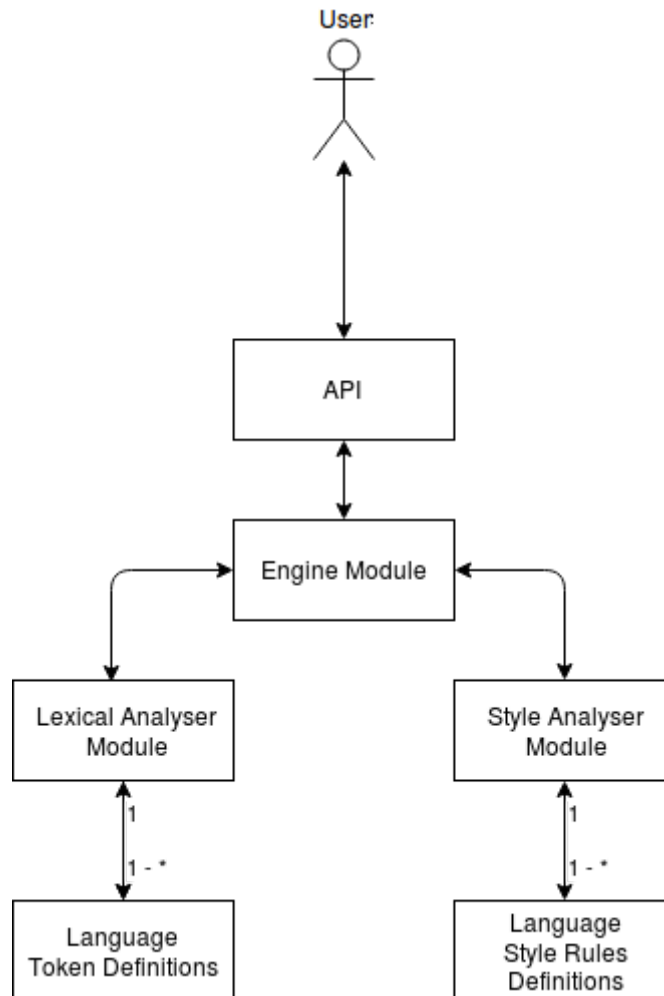 User:
API
Engine Module
Lexical Analyser
Module
Style Analyser
Module
1
1
1 - *
1 - *
Language
Token Definitions
Language
Style Rules
Definitions